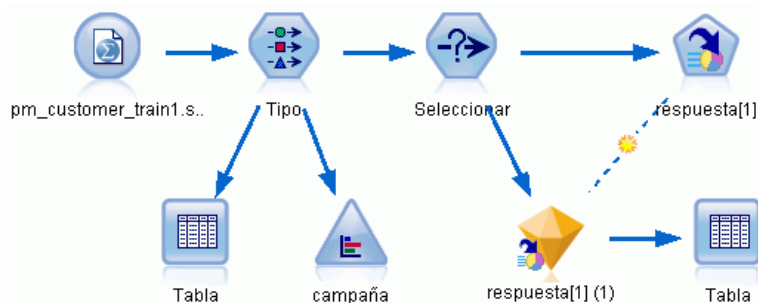 pm_customer_train1.s..
Tipo
Seleccionar
respuesta[1]
Tabla
campaña
respuesta[1] (1)
Tabla